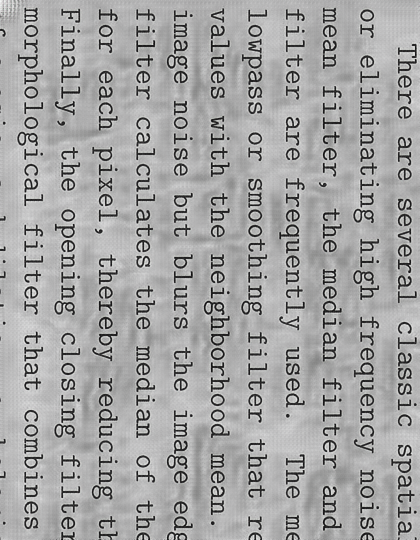 There are several classic spatial
or eliminating high frequency noise
mean filter, the median filter and
filter are frequently used. The me
lowpass or smoothing filter that re
values with the neighborhood mean.
image noise but blurs the image edg
filter calculates the median of the
for each pixel, thereby reducing th
Finally, the opening closing filter
morphological filter that combines